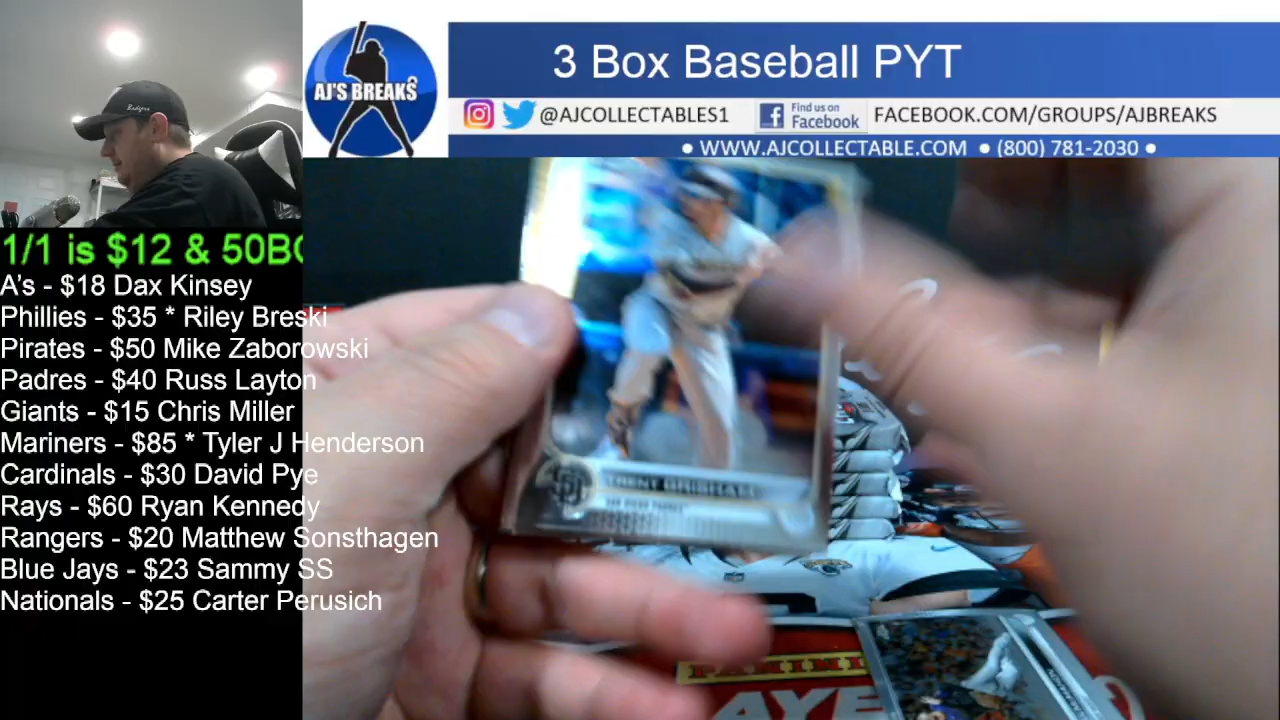 3 Box Baseball PYT
AJ'S BREAKS
@AJCOLLECTABLES1
Find us on
Facebook
FACEBOOK.COM/GROUPS/AJBREAKS
• WWW.AJCOLLECTABLE.COM • (800) 781-2030 •
1/1 is $12 & 50BO
A's - $18 Dax Kinsey
Phillies - $35 * Riley Breski
Pirates - $50 Mike Zaborowski
Padres - $40 Russ Layton
Giants - $15 Chris Miller
Mariners - $85 * Tyler J Henderson
Cardinals - $30 David Pye
Rays - $60 Ryan Kennedy
Rangers - $20 Matthew Sonsthagen
Blue Jays - $23 Sammy SS
Nationals - $25 Carter Perusich
TRENT GRISHAM
SAN DIEGO PADRES
PANINI